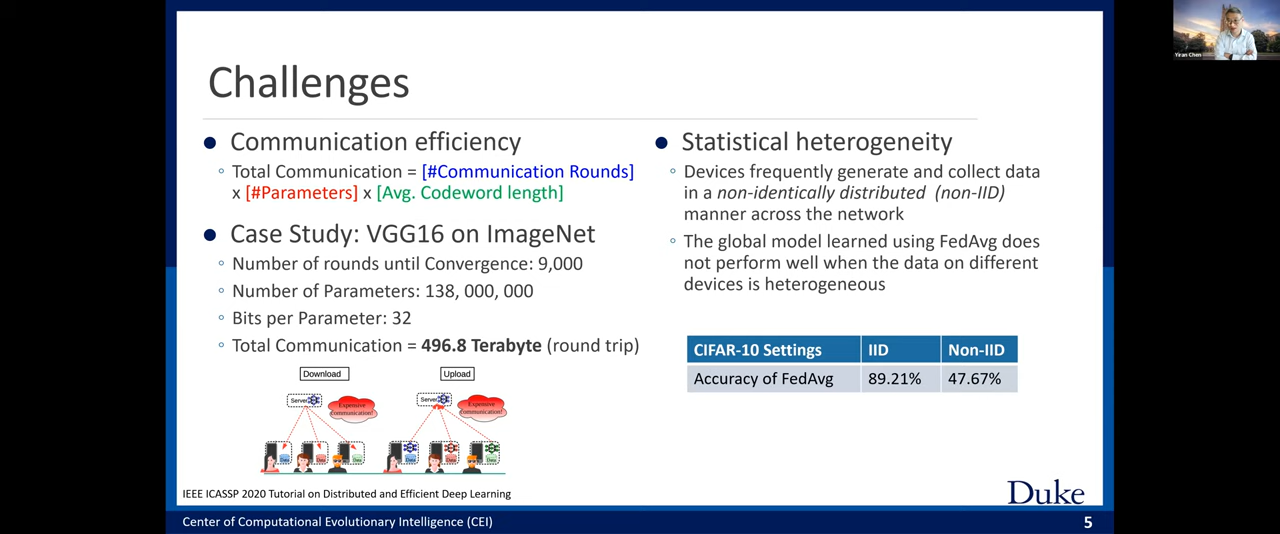 Challenges
Communication efficiency
Total Communication = [#Communication Rounds]
x [#Parameters] x [Avg. Codeword length]
Case Study: VGG16 on ImageNet
Number of rounds until Convergence: 9,000
Number of Parameters: 138, 000, 000
Bits per Parameter: 32
Total Communication = 496.8 Terabyte (round trip)
Download
Upload
Server
Expensive
communication!
Server
Expensive
communication!
Data
Data
Data
Data
Data
Data
Statistical heterogeneity
Devices frequently generate and collect data
in a non-identically distributed (non-IID)
manner across the network
The global model learned using FedAvg does
not perform well when the data on different
devices is heterogeneous
CIFAR-10 Settings IID Non-IID
Accuracy of FedAvg 89.21% 47.67%
IEEE ICASSP 2020 Tutorial on Distributed and Efficient Deep Learning
Duke
Center of Computational Evolutionary Intelligence (CEI)
5
Yiran Chen